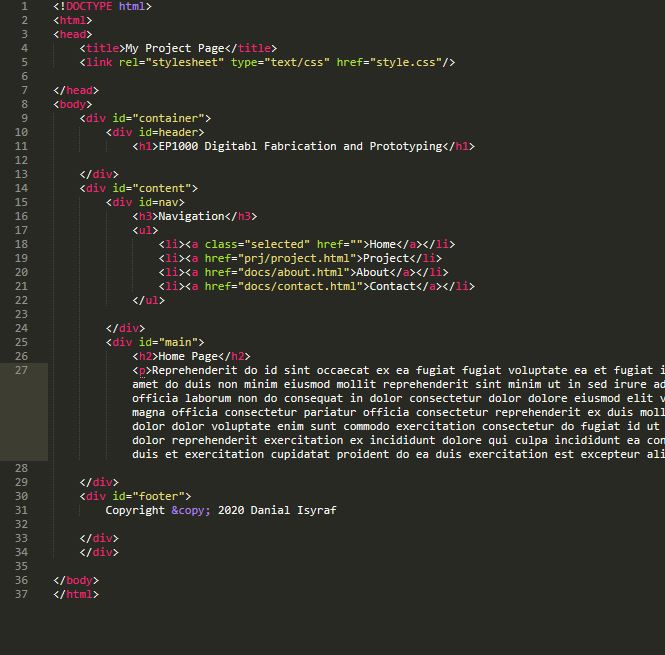 1 <!DOCTYPE html>
2 <html>
3 <head>
4 <title>My Project Page</title>
5 <link rel="stylesheet" type="text/css" href="style.css"/>
6
7 </head>
8 <body>
9 <div id="container">
10 <div id=header>
11 <h1>EP1000 Digitabl Fabrication and Prototyping</h1>
12
13 </div>
14 <div id="content">
15 <div id=nav>
16 <h3>Navigation</h3>
17 <ul>
18 <li><a class="selected" href="">Home</a></li>
19 <li><a href="prj/project.html">Project</li>
20 <li><a href="docs/about.html">About</a></li>
21 <li><a href="docs/contact.html">Contact</a></li>
22 </ul>
23
24 </div>
25 <div id="main">
26 <h2>Home Page</h2>
27 <p>Reprehenderit do id sint occaecat ex ea fugiat fugiat voluptate ea et fugiat i
amet do duis non minim eiusmod mollit reprehenderit sint minim ut in sed irure ad
officia laborum non do consequat in dolor consectetur dolor dolore eiusmod elit v
magna officia consectetur pariatur officia consectetur reprehenderit ex duis moll
dolor dolor voluptate enim sunt commodo exercitation consectetur do fugiat id ut
dolor reprehenderit exercitation ex incididunt dolore qui culpa incididunt ea con
duis et exercitation cupidatat proident do ea duis exercitation est excepteur ali
28
29 </div>
30 <div id="footer">
31 Copyright &copy; 2020 Danial Isyraf
32
33 </div>
34 </div>
35
36 </body>
37 </html>